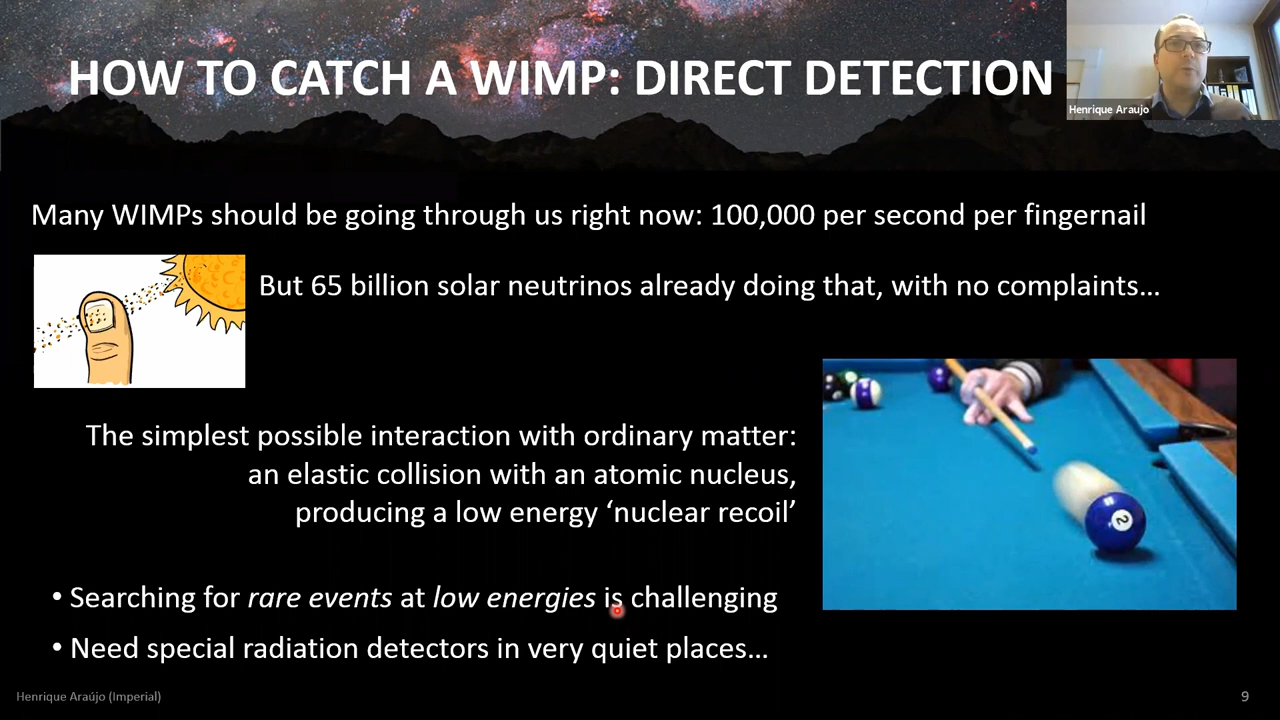 HOW TO CATCH A WIMP: DIRECT DETECTION
Henrique Araujo
Many WIMPs should be going through us right now: 100,000 per second per fingernail
But 65 billion solar neutrinos already doing that, with no complaints…
The simplest possible interaction with ordinary matter:
an elastic collision with an atomic nucleus,
producing a low energy ‘nuclear recoil’
2
• Searching for rare events at low energies is challenging
• Need special radiation detectors in very quiet places…
Henrique Araújo (Imperial)
9